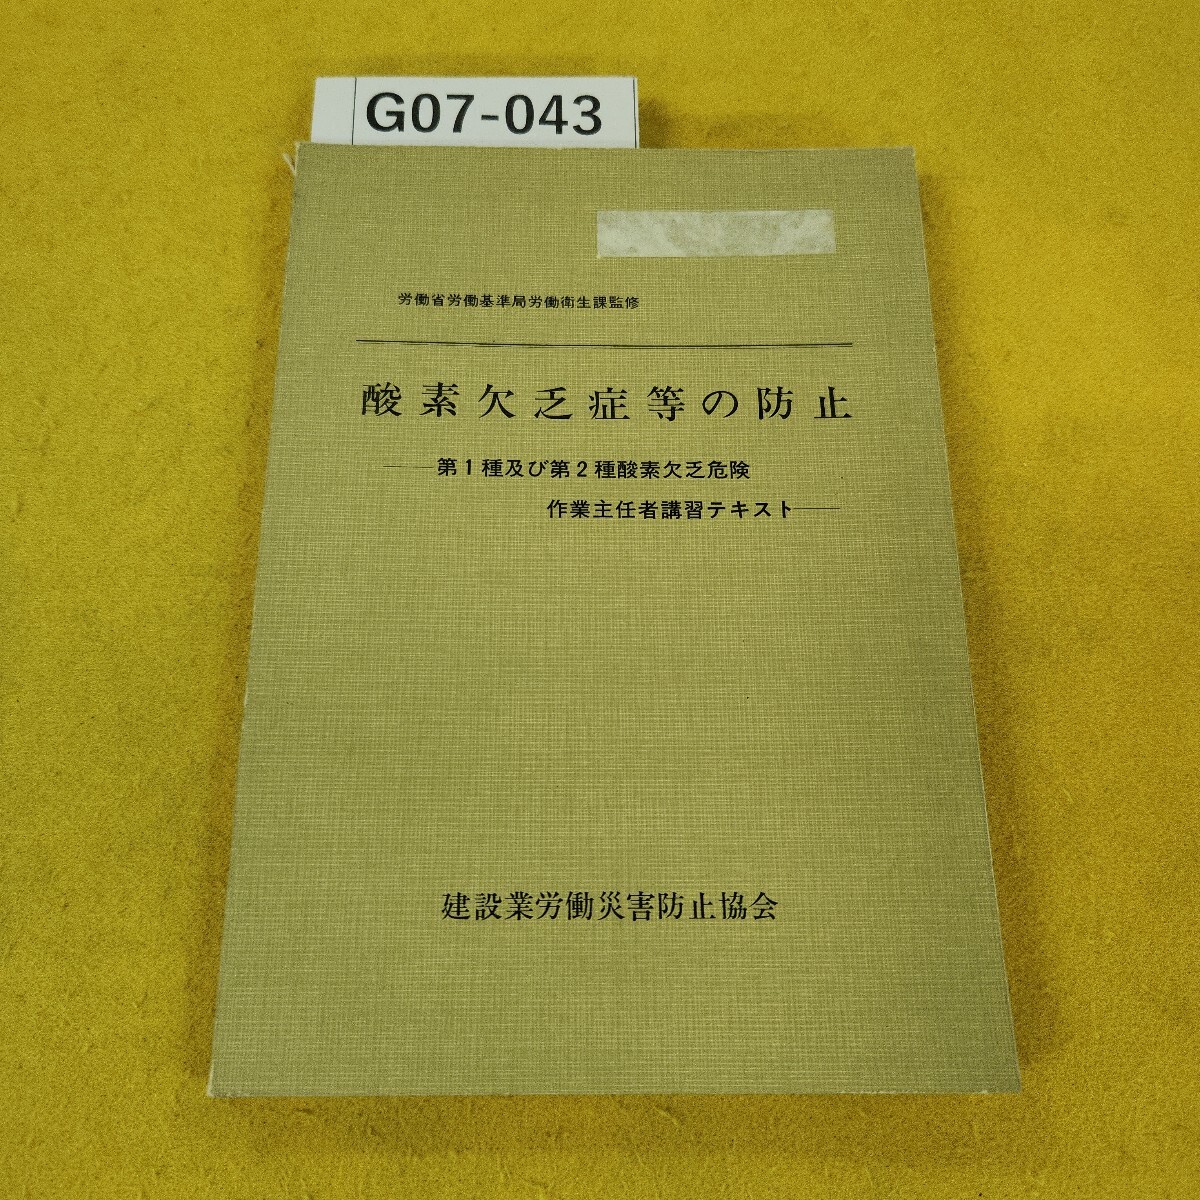 G07-043
労働省労働基準局労働衛生課監修
酸素欠乏症等の防止
——第1種及び第2種酸素欠乏危険
作業主任者講習テキスト——
建設業労働災害防止協会